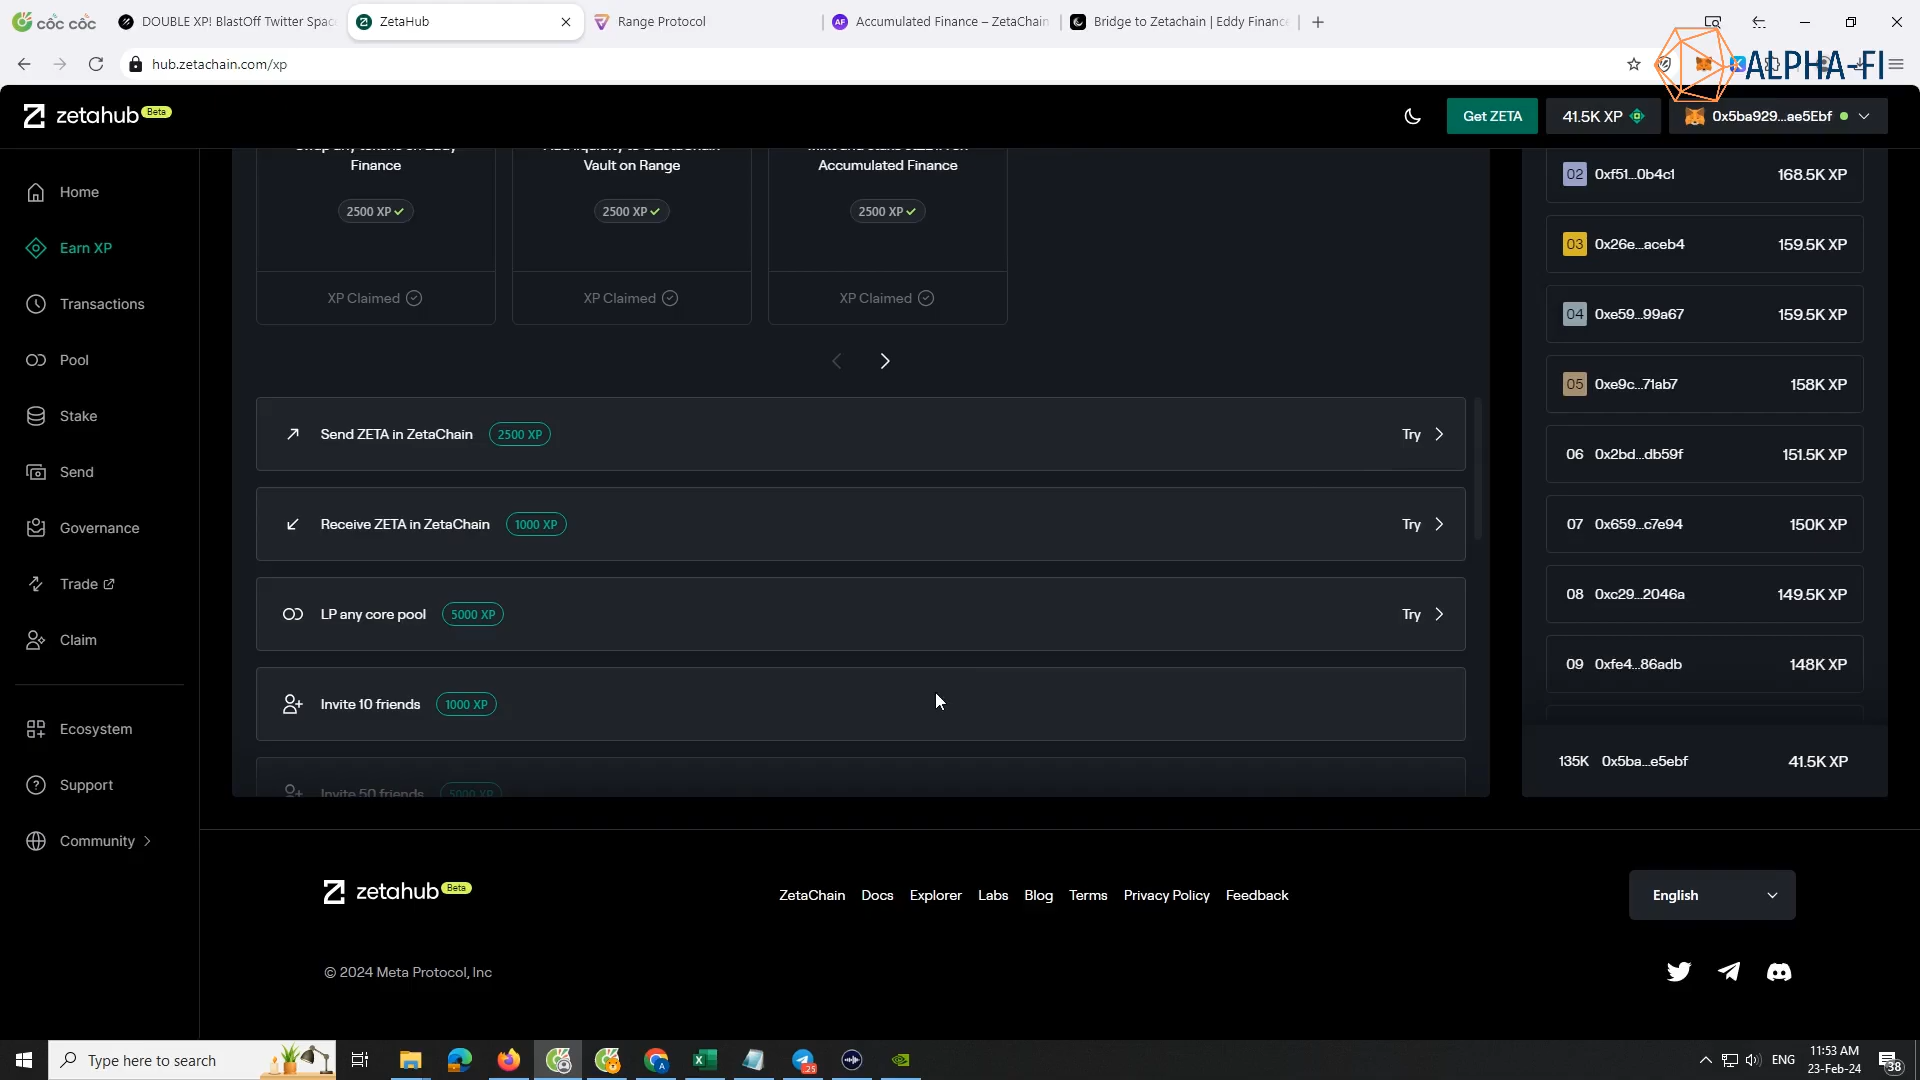 cốc cốc
DOUBLE XP! BlastOff Twitter Spac
ZetaHub
Range Protocol
Accumulated Finance – ZetaChain
Bridge to Zetachain | Eddy Finance
hub.zetachain.com/xp
ALPHA-FI
zetahub Beta
Get ZETA
41.5K XP
0x5ba929...ae5Ebf
Home
Earn XP
Transactions
Pool
Stake
Send
Governance
Trade
Claim
Ecosystem
Support
Community
Finance
2500 XP
XP Claimed
Vault on Range
2500 XP
XP Claimed
Accumulated Finance
2500 XP
XP Claimed
Send ZETA in ZetaChain 2500 XP Try
Receive ZETA in ZetaChain 1000 XP Try
LP any core pool 5000 XP Try
Invite 10 friends 1000 XP
Invite 50 friends 5000 XP
02 0xf51...0b4c1 168.5K XP
03 0x26e...aceb4 159.5K XP
04 0xe59...99a67 159.5K XP
05 0xe9c...71ab7 158K XP
06 0x2bd...db59f 151.5K XP
07 0x659...c7e94 150K XP
08 0xc29...2046a 149.5K XP
09 0xfe4...86adb 148K XP
135K 0x5ba...e5ebf 41.5K XP
zetahub Beta
ZetaChain Docs Explorer Labs Blog Terms Privacy Policy Feedback
English
© 2024 Meta Protocol, Inc
Type here to search
.25
ENG
11:53 AM
23-Feb-24
38